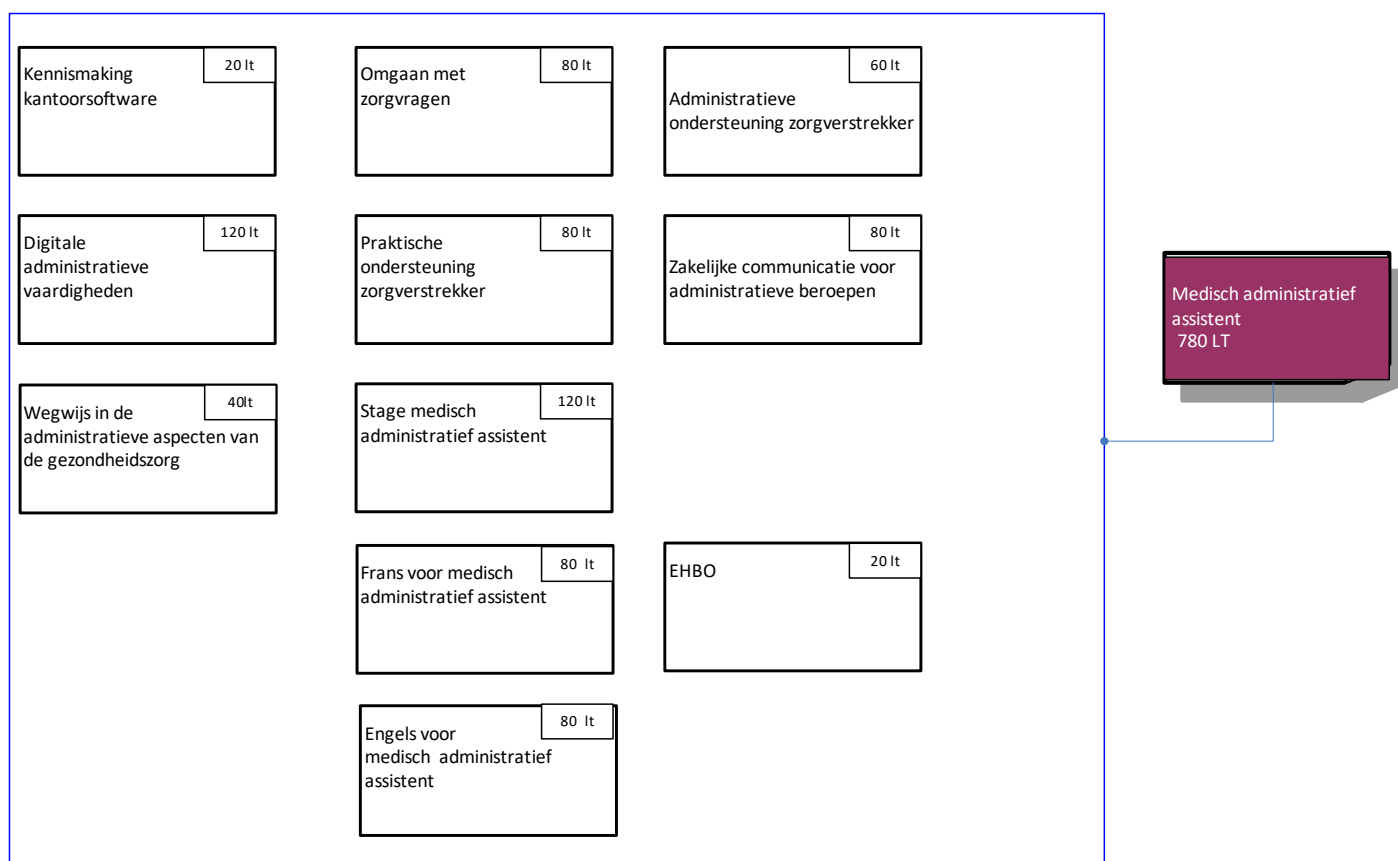 Kennismaking
kantoorsoftware
20 lt
Omgaan met
zorgvragen
80 lt
Administratieve
ondersteuning zorgverstrekker
60 lt
Digitale
administratieve
vaardigheden
120 lt
Praktische
ondersteuning
zorgverstrekker
80 lt
Zakelijke communicatie voor
administratieve beroepen
80 lt
Medisch administratief
assistent
780 LT
Wegwijs in de
administratieve aspecten van
de gezondheidszorg
40lt
Stage medisch
administratief assistent
120 lt
Frans voor medisch
administratief assistent
80 lt
EHBO
20 lt
Engels voor
medisch administratief
assistent
80 lt